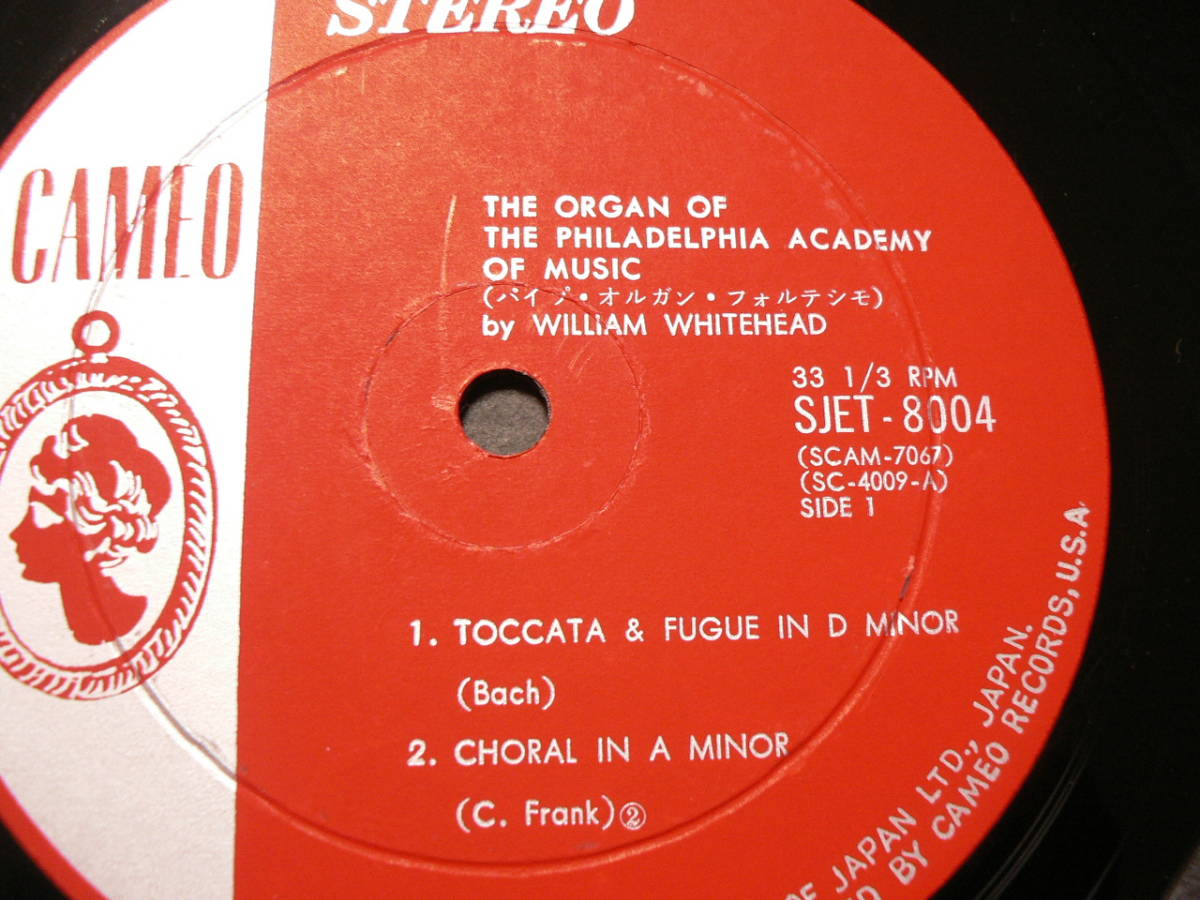 STEREO
CAMEO
THE ORGAN OF
THE PHILADELPHIA ACADEMY
OF MUSIC
(パイプ・オルガン・フォルテシモ)
by WILLIAM WHITEHEAD
33 1/3 RPM
SJET-8004
(SCAM-7067)
(SC-4009-A)
SIDE 1
1. TOCCATA & FUGUE IN D MINOR
(Bach)
2. CHORAL IN A MINOR
(C. Frank)②
OF JAPAN LTD., JAPAN.
BY CAMEO RECORDS, U.S.A